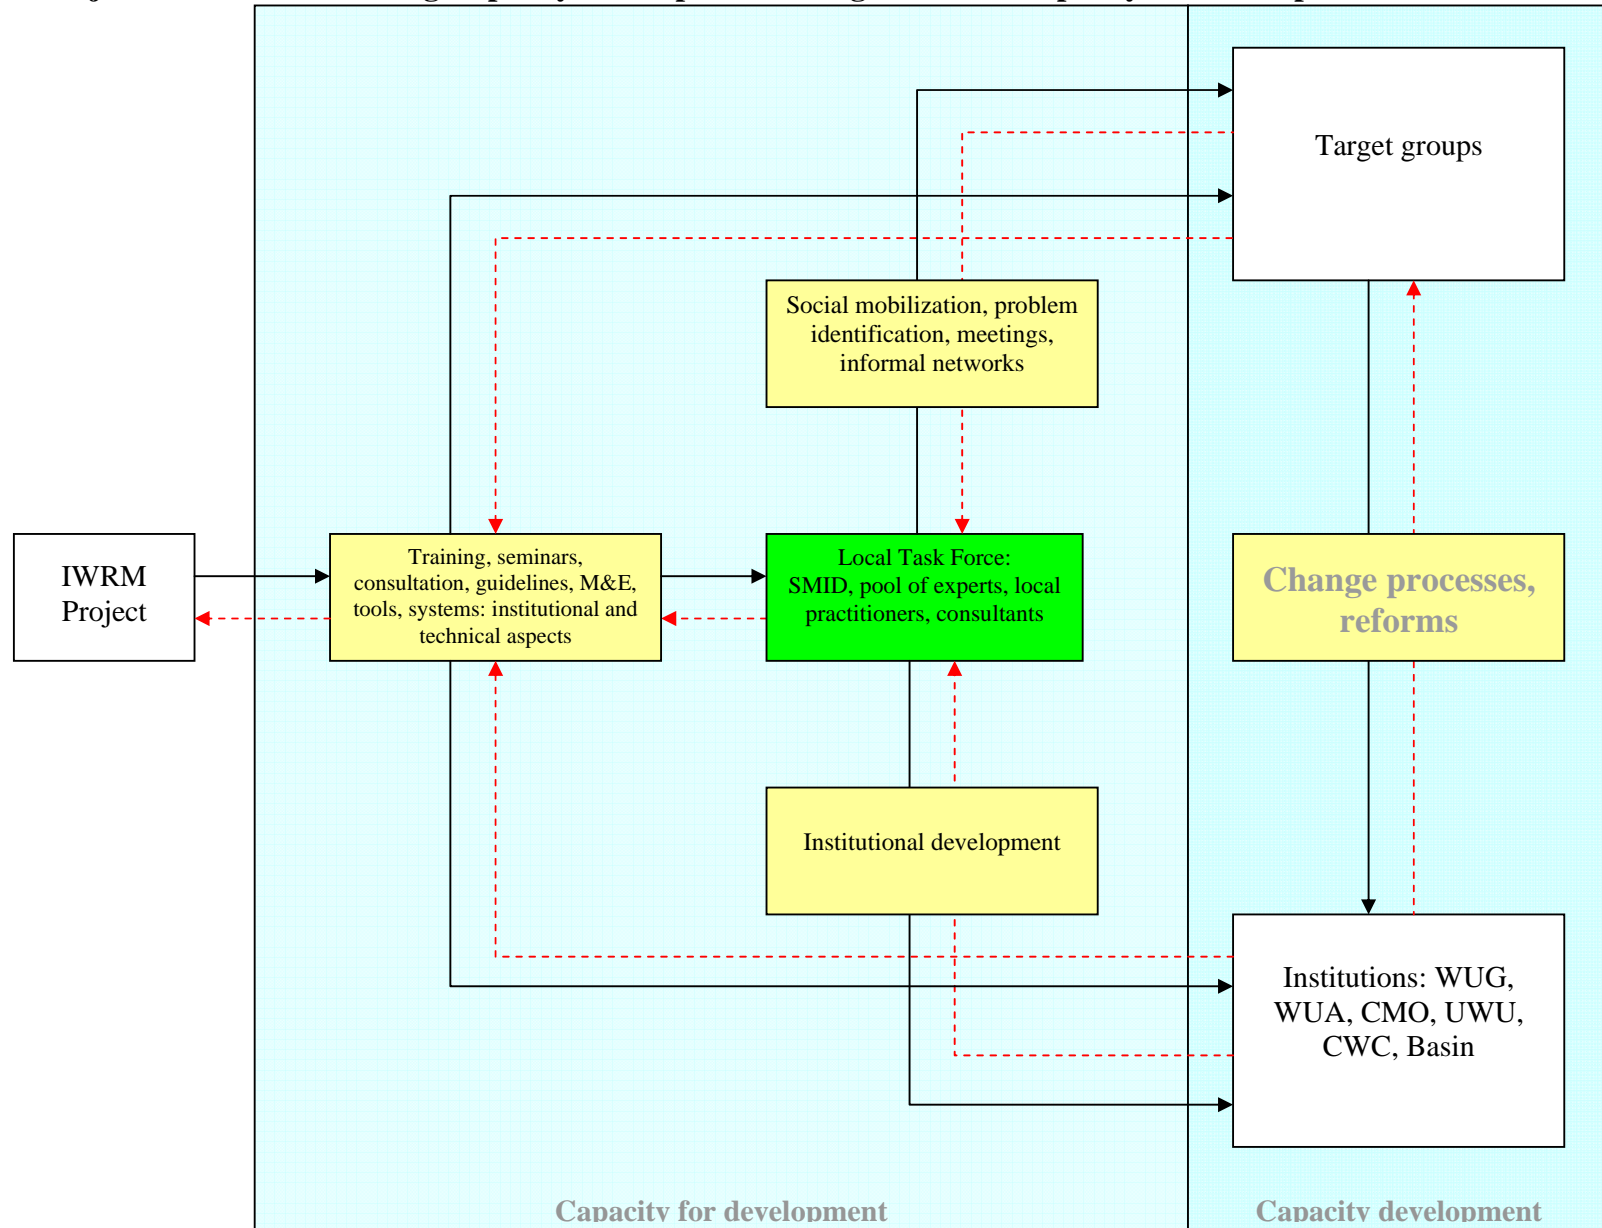 Target groups
Social mobilization, problem
identification, meetings,
informal networks
IWRM
Project
Training, seminars,
consultation, guidelines, M&E,
tools, systems: institutional and
technical aspects
Local Task Force:
SMID, pool of experts, local
practitioners, consultants
Change processes,
reforms
Institutional development
Institutions: WUG,
WUA, CMO, UWU,
CWC, Basin
Capacity for development
Capacity development